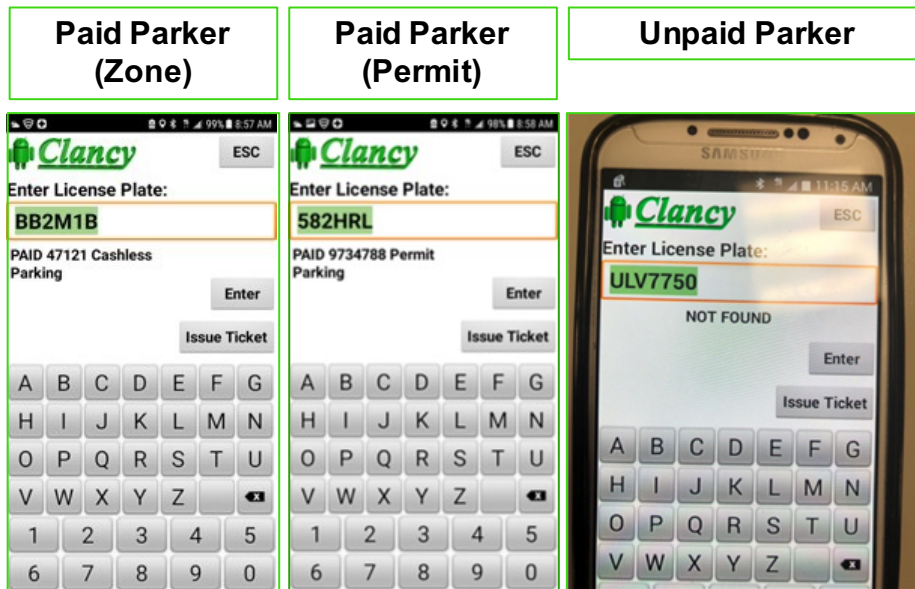 Paid Parker
(Zone)
Paid Parker
(Permit)
Unpaid Parker
99% 8:57 AM
Clancy
ESC
Enter License Plate:
BB2M1B
PAID 47121 Cashless
Parking
Enter
Issue Ticket
A B C D E F G
H I J K L M N
O P Q R S T U
V W X Y Z
1 2 3 4 5
6 7 8 9 0
98% 8:58 AM
Clancy
ESC
Enter License Plate:
582HRL
PAID 9734788 Permit
Parking
Enter
Issue Ticket
A B C D E F G
H I J K L M N
O P Q R S T U
V W X Y Z
1 2 3 4 5
6 7 8 9 0
11:15 AM
Clancy
ESC
Enter License Plate:
ULV7750
NOT FOUND
Enter
Issue Ticket
A B C D E F G
H I J K L M N
O P Q R S T U
V W X Y Z